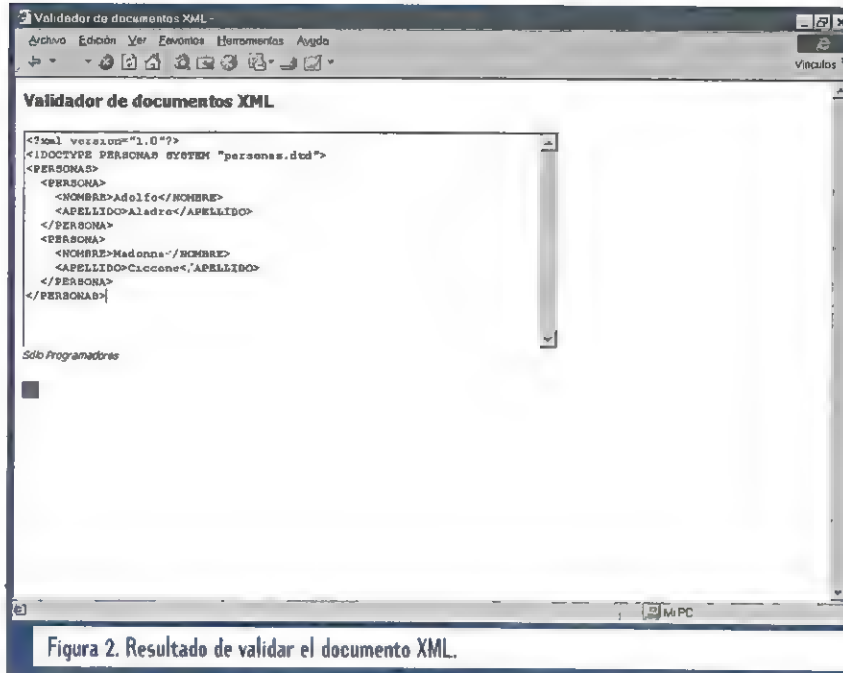 Validador de documentos XML -
Archivo Edición Ver Favoritos Herramientas Ayuda
Vínculos
Validador de documentos XML
<?xml version="1.0"?>
<!DOCTYPE PERSONAS SYSTEM "personas.dtd">
<PERSONAS>
<PERSONA>
<NOMBRE>Adolfo</NOMBRE>
<APELLIDO>Aladro</APELLIDO>
</PERSONA>
<PERSONA>
<NOMBRE>Madonna</NOMBRE>
<APELLIDO>Ciccone</APELLIDO>
</PERSONA>
</PERSONAS>
Sólo Programadores
Mi PC
Figura 2. Resultado de validar el documento XML.